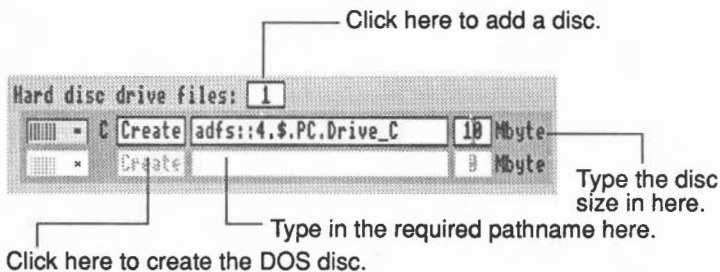 Click here to add a disc.
Hard disc drive files: 1
C Create adfs::4.$.PC.Drive_C 10 Mbyte
Create 0 Mbyte
Type the disc
size in here.
Type in the required pathname here.
Click here to create the DOS disc.